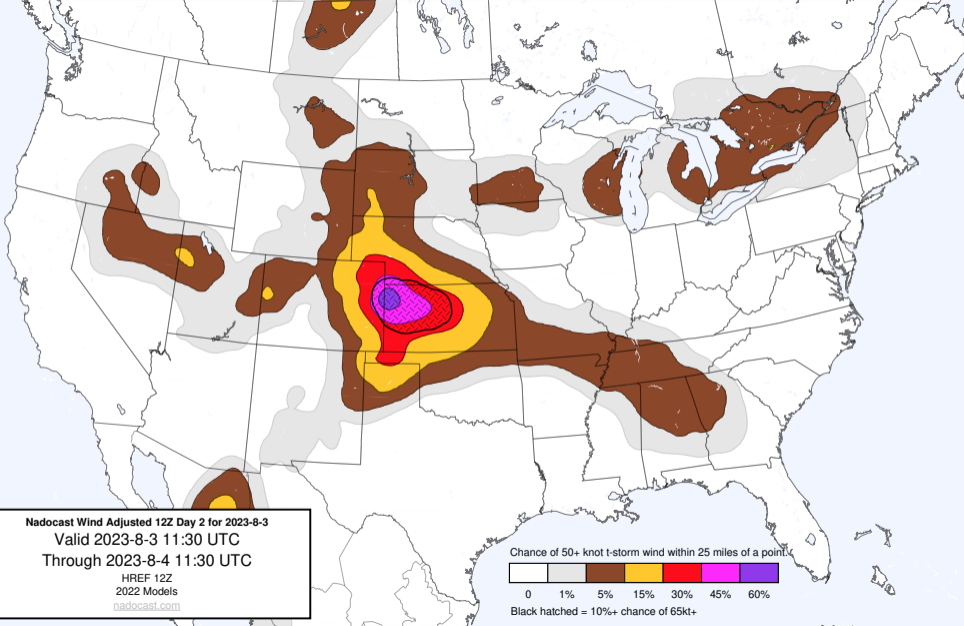 Nadocast Wind Adjusted 12Z Day 2 for 2023-8-3
Valid 2023-8-3 11:30 UTC
Through 2023-8-4 11:30 UTC
HREF 12Z
2022 Models
nadocast.com
Chance of 50+ knot t-storm wind within 25 miles of a point.
0 1% 5% 15% 30% 45% 60%
Black hatched = 10%+ chance of 65kt+